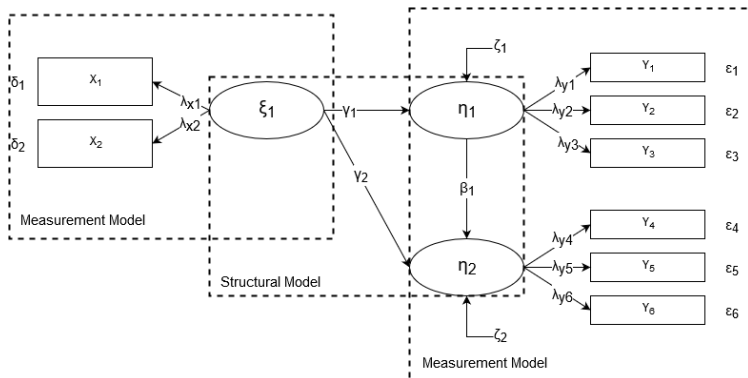 ζ1
δ1
X1
λx1
ξ1
γ1
η1
λy1
Y1
ε1
λy2
Y2
ε2
δ2
X2
λx2
λy3
Y3
ε3
γ2
β1
Measurement Model
Structural Model
η2
λy4
Y4
ε4
λy5
Y5
ε5
λy6
Y6
ε6
ζ2
Measurement Model